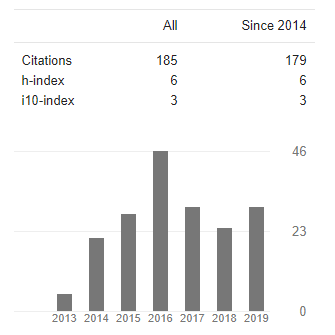 All Since 2014
Citations 185 179
h-index 6 6
i10-index 3 3
46
23
0
2013 2014 2015 2016 2017 2018 2019